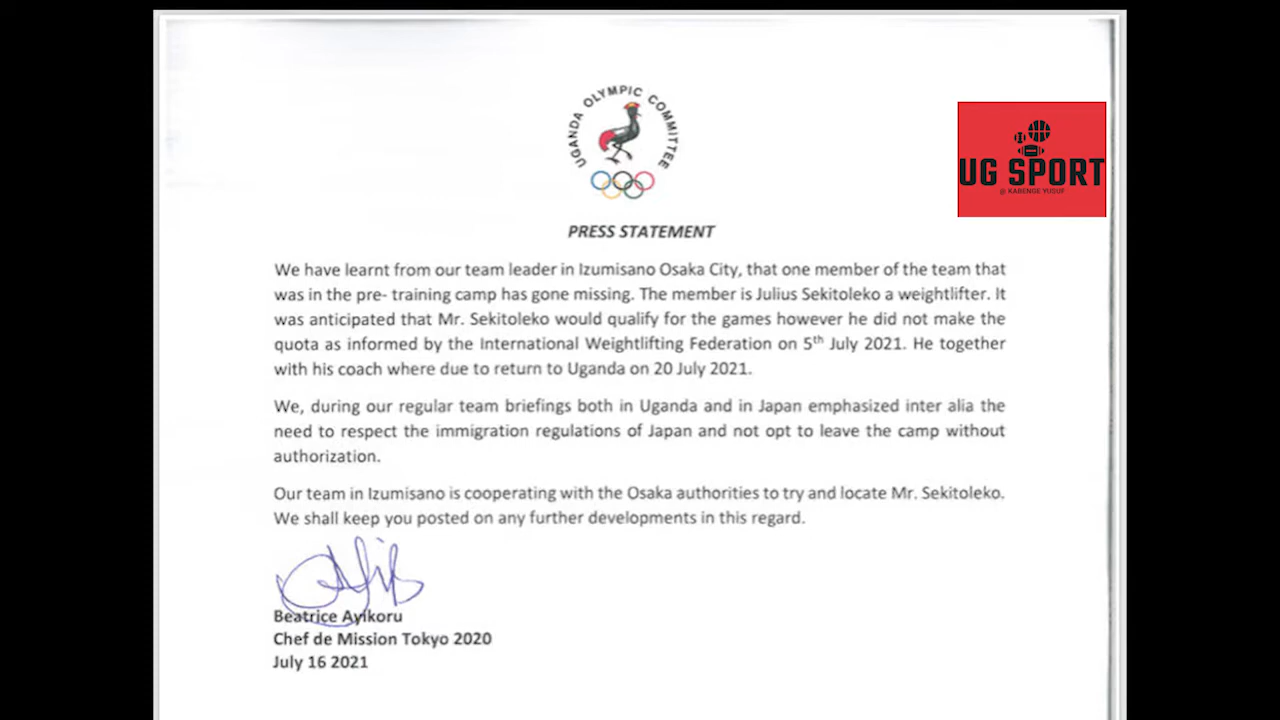 UGANDA OLYMPIC COMMITTEE
UG SPORT
@ KABENGE YUSUF
PRESS STATEMENT
We have learnt from our team leader in Izumisano Osaka City, that one member of the team that
was in the pre- training camp has gone missing. The member is Julius Sekitoleko a weightlifter. It
was anticipated that Mr. Sekitoleko would qualify for the games however he did not make the
quota as informed by the International Weightlifting Federation on 5th July 2021. He together
with his coach where due to return to Uganda on 20 July 2021.
We, during our regular team briefings both in Uganda and in Japan emphasized inter alia the
need to respect the immigration regulations of Japan and not opt to leave the camp without
authorization.
Our team in Izumisano is cooperating with the Osaka authorities to try and locate Mr. Sekitoleko.
We shall keep you posted on any further developments in this regard.
Beatrice Ayikoru
Chef de Mission Tokyo 2020
July 16 2021